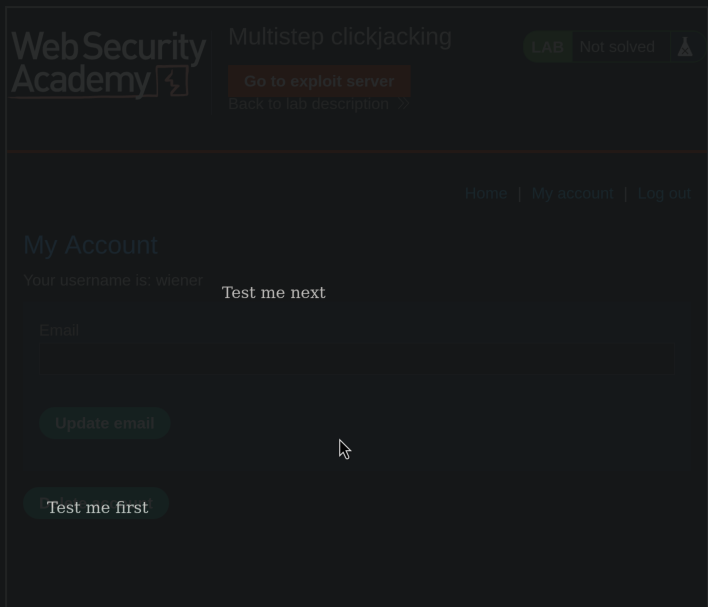 Web Security
Academy
Multistep clickjacking
Go to exploit server
Back to lab description »
LAB Not solved
Home | My account | Log out
My Account
Your username is: wiener
Test me next
Email
Update email
Test me first